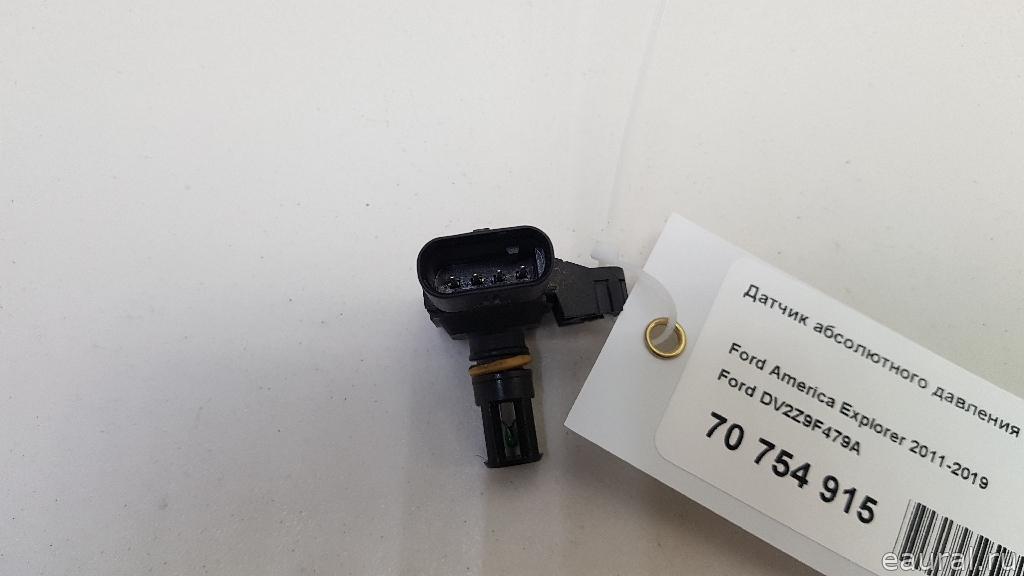 Датчик абсолютного давления
Ford America Explorer 2011-2019
Ford DV2Z9F479A
70 754 915
eaural.ru